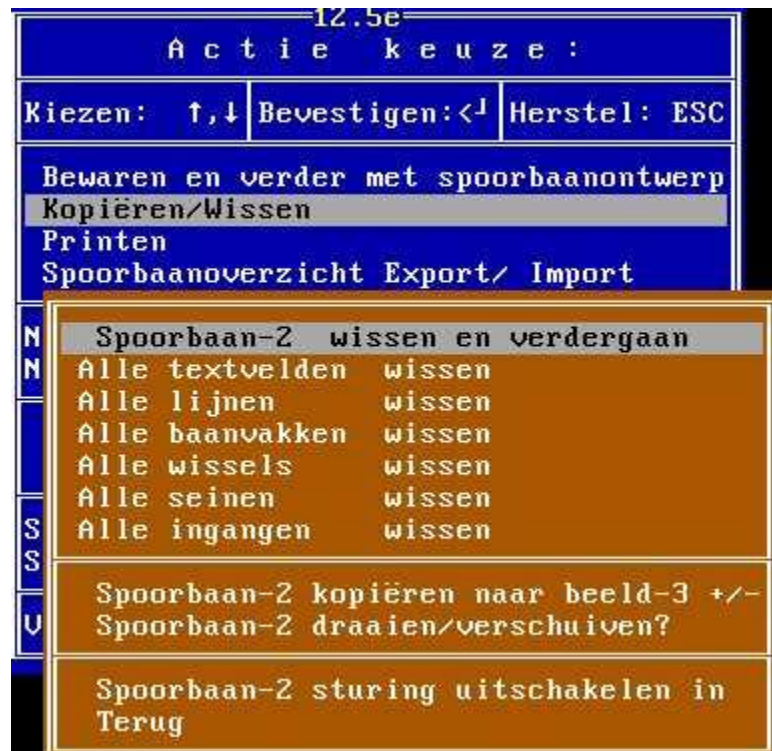 12.5e
Actie keuze:
Kiezen: ↑,↓ Bevestigen:<┘ Herstel: ESC
Bewaren en verder met spoorbaanontwerp
Kopiëren/Wissen
Printen
Spoorbaanoverzicht Export/ Import
N
N
S
S
V
Spoorbaan-2 wissen en verdergaan
Alle textvelden wissen
Alle lijnen wissen
Alle baanvakken wissen
Alle wissels wissen
Alle seinen wissen
Alle ingangen wissen
Spoorbaan-2 kopiëren naar beeld-3 +/-
Spoorbaan-2 draaien/verschuiven?
Spoorbaan-2 sturing uitschakelen in
Terug